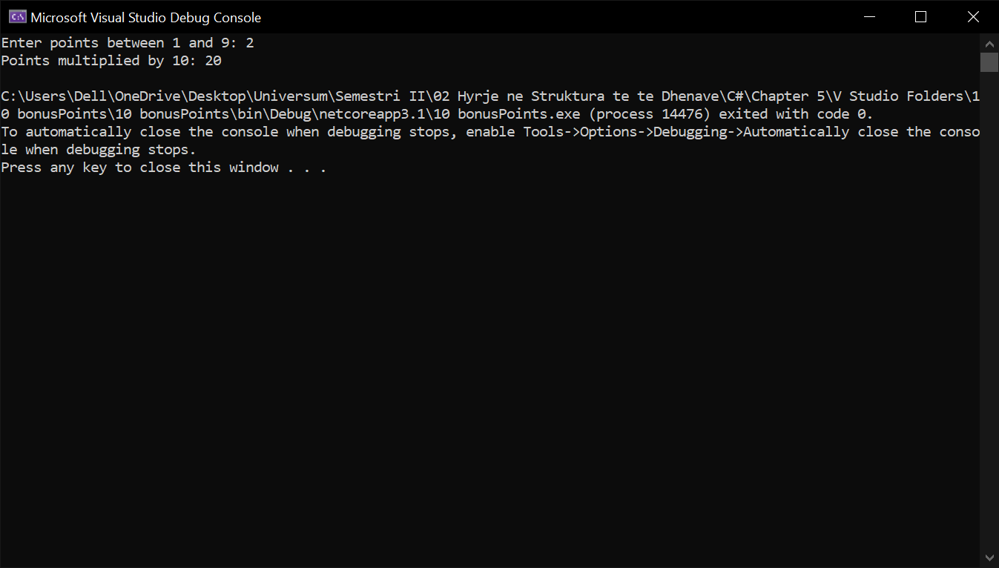 Microsoft Visual Studio Debug Console
Enter points between 1 and 9: 2
Points multiplied by 10: 20
C:\Users\Dell\OneDrive\Desktop\Universum\Semestri II\02 Hyrje ne Struktura te te Dhenave\C#\Chapter 5\V Studio Folders\1
0 bonusPoints\10 bonusPoints\bin\Debug\netcoreapp3.1\10 bonusPoints.exe (process 14476) exited with code 0.
To automatically close the console when debugging stops, enable Tools->Options->Debugging->Automatically close the conso
le when debugging stops.
Press any key to close this window . . .